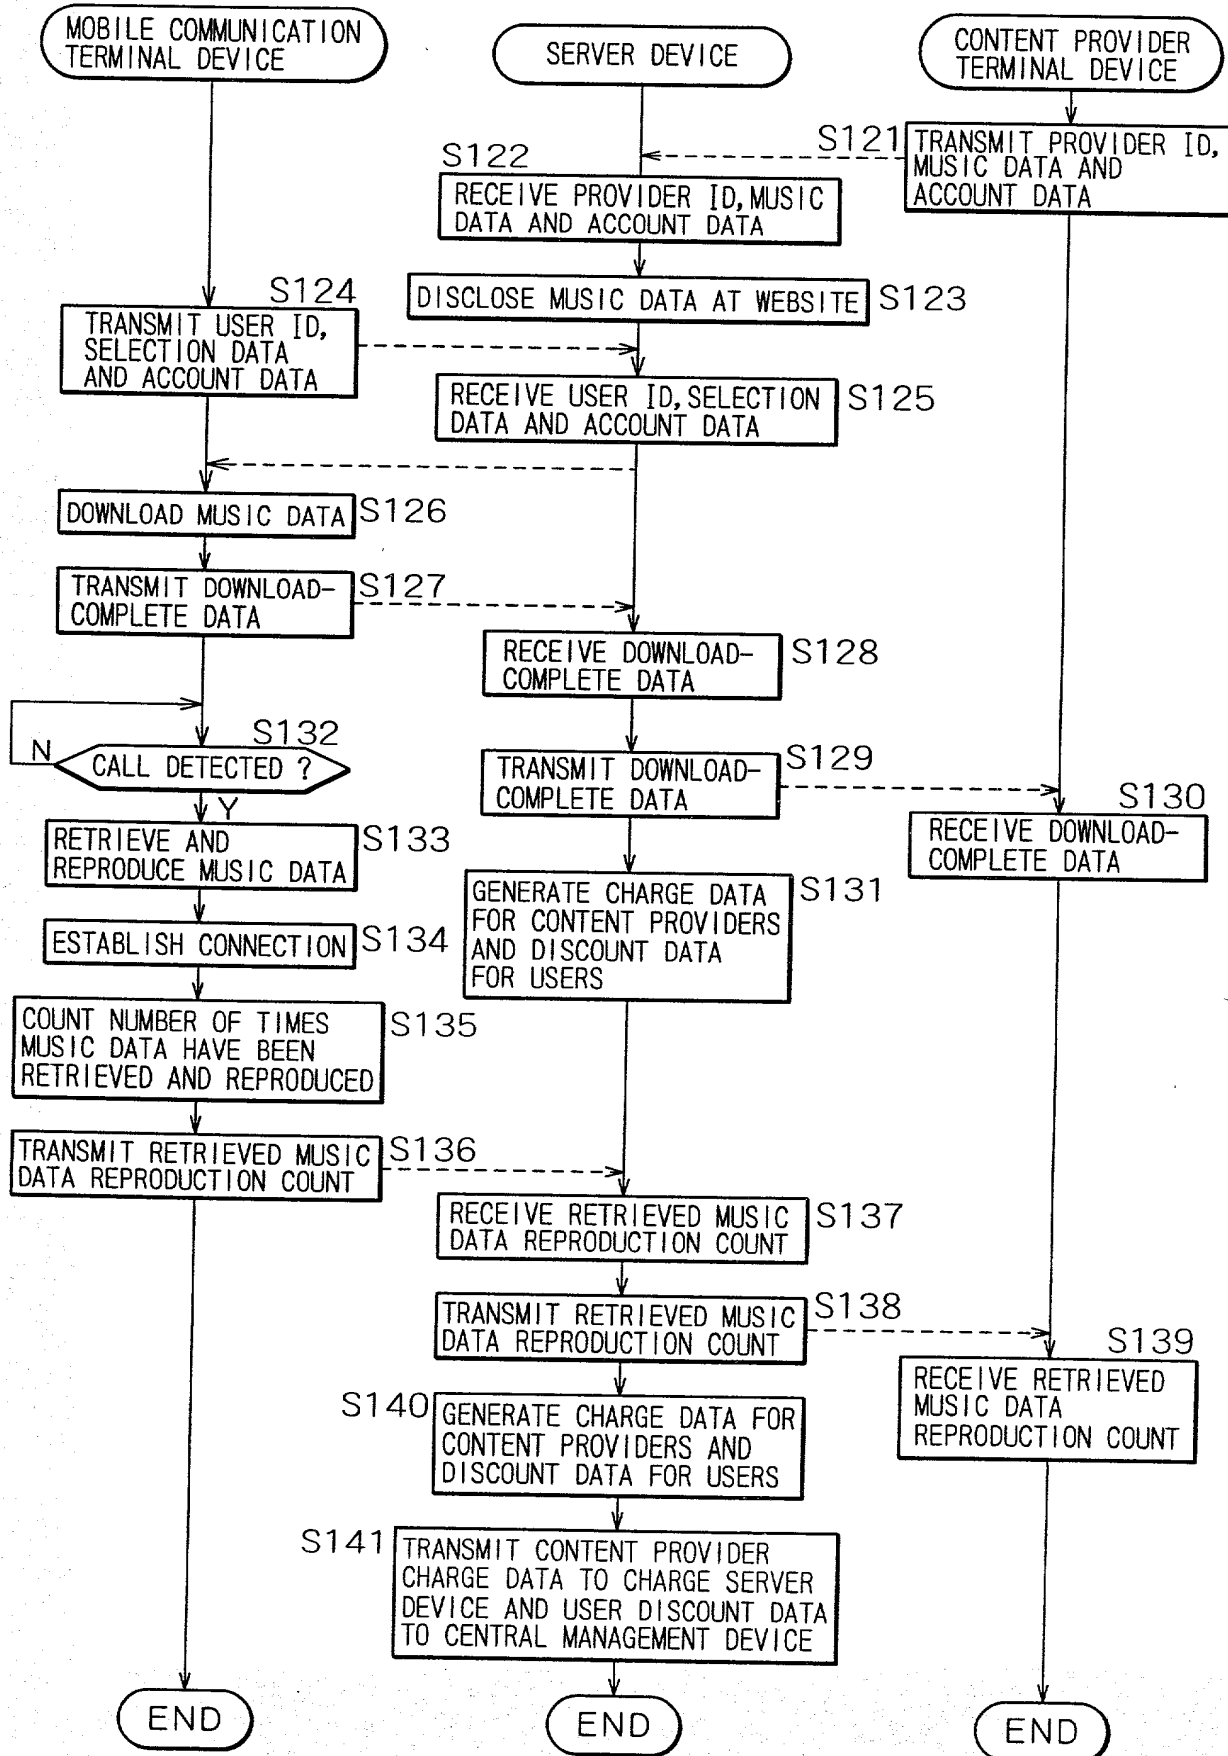 MOBILE COMMUNICATION
TERMINAL DEVICE
SERVER DEVICE
CONTENT PROVIDER
TERMINAL DEVICE
S121
TRANSMIT PROVIDER ID,
MUSIC DATA AND
ACCOUNT DATA
S122
RECEIVE PROVIDER ID, MUSIC
DATA AND ACCOUNT DATA
DISCLOSE MUSIC DATA AT WEBSITE
S123
S124
TRANSMIT USER ID,
SELECTION DATA
AND ACCOUNT DATA
RECEIVE USER ID, SELECTION
DATA AND ACCOUNT DATA
S125
DOWNLOAD MUSIC DATA
S126
TRANSMIT DOWNLOAD-
COMPLETE DATA
S127
RECEIVE DOWNLOAD-
COMPLETE DATA
S128
S132
N
CALL DETECTED ?
Y
TRANSMIT DOWNLOAD-
COMPLETE DATA
S129
S130
RECEIVE DOWNLOAD-
COMPLETE DATA
RETRIEVE AND
REPRODUCE MUSIC DATA
S133
GENERATE CHARGE DATA
FOR CONTENT PROVIDERS
AND DISCOUNT DATA
FOR USERS
S131
ESTABLISH CONNECTION
S134
COUNT NUMBER OF TIMES
MUSIC DATA HAVE BEEN
RETRIEVED AND REPRODUCED
S135
TRANSMIT RETRIEVED MUSIC
DATA REPRODUCTION COUNT
S136
RECEIVE RETRIEVED MUSIC
DATA REPRODUCTION COUNT
S137
TRANSMIT RETRIEVED MUSIC
DATA REPRODUCTION COUNT
S138
S139
RECEIVE RETRIEVED
MUSIC DATA
REPRODUCTION COUNT
S140
GENERATE CHARGE DATA FOR
CONTENT PROVIDERS AND
DISCOUNT DATA FOR USERS
S141
TRANSMIT CONTENT PROVIDER
CHARGE DATA TO CHARGE SERVER
DEVICE AND USER DISCOUNT DATA
TO CENTRAL MANAGEMENT DEVICE
END
END
END